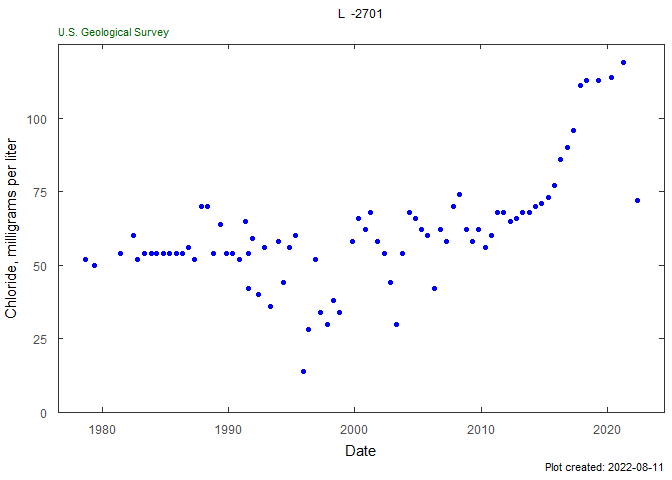 L -2701
U.S. Geological Survey
Chloride, milligrams per liter
100
75
50
25
0
1980 1990 2000 2010 2020
Date
Plot created: 2022-08-11